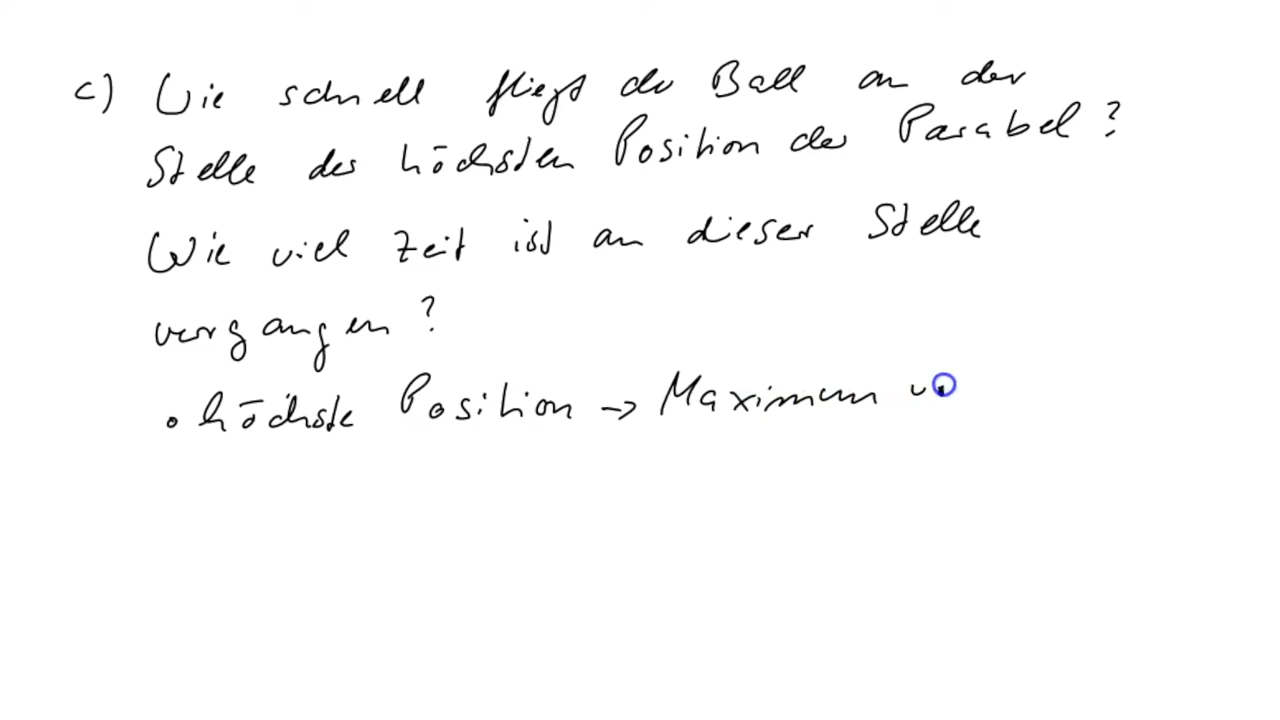 c) Wie schnell fliegt der Ball an der
Stelle der höchsten Position der Parabel?
Wie viel Zeit ist an dieser Stelle
vergangen?
• höchste Position → Maximum